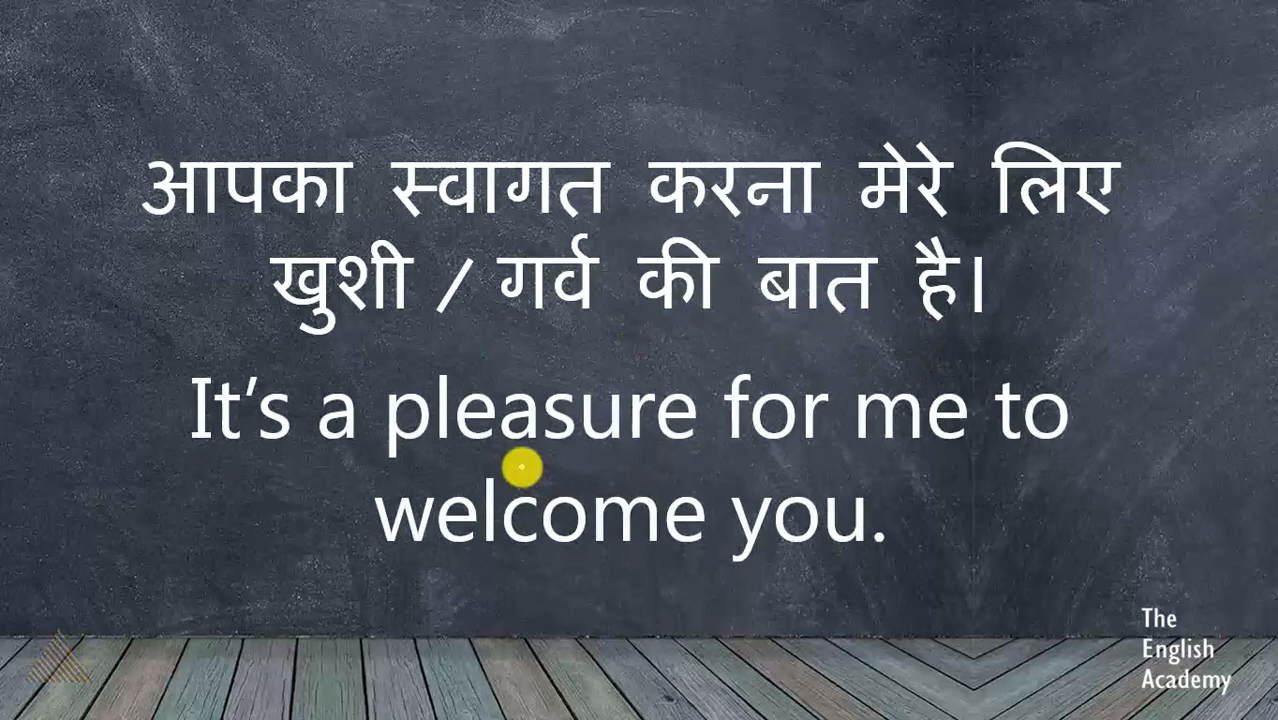 आपका स्वागत करना मेरे लिए
खुशी / गर्व की बात है।
It’s a pleasure for me to
welcome you.
The
English
Academy